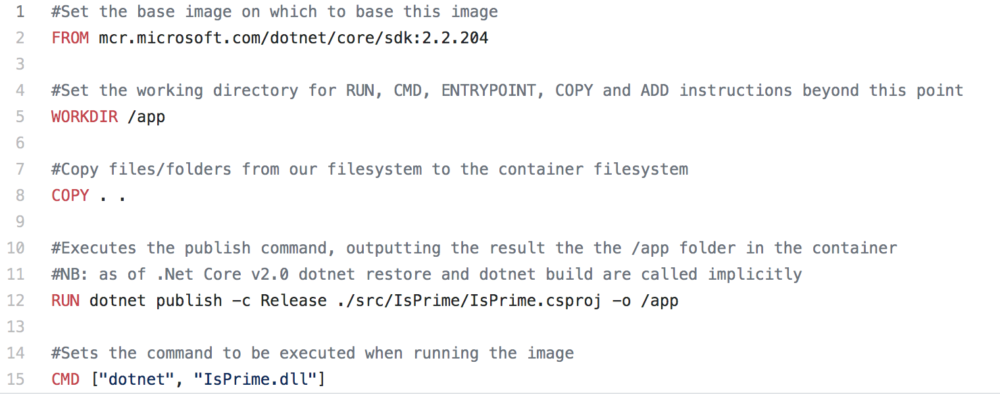 1 #Set the base image on which to base this image
2 FROM mcr.microsoft.com/dotnet/core/sdk:2.2.204
3
4 #Set the working directory for RUN, CMD, ENTRYPOINT, COPY and ADD instructions beyond this point
5 WORKDIR /app
6
7 #Copy files/folders from our filesystem to the container filesystem
8 COPY . .
9
10 #Executes the publish command, outputting the result the the /app folder in the container
11 #NB: as of .Net Core v2.0 dotnet restore and dotnet build are called implicitly
12 RUN dotnet publish -c Release ./src/IsPrime/IsPrime.csproj -o /app
13
14 #Sets the command to be executed when running the image
15 CMD ["dotnet", "IsPrime.dll"]